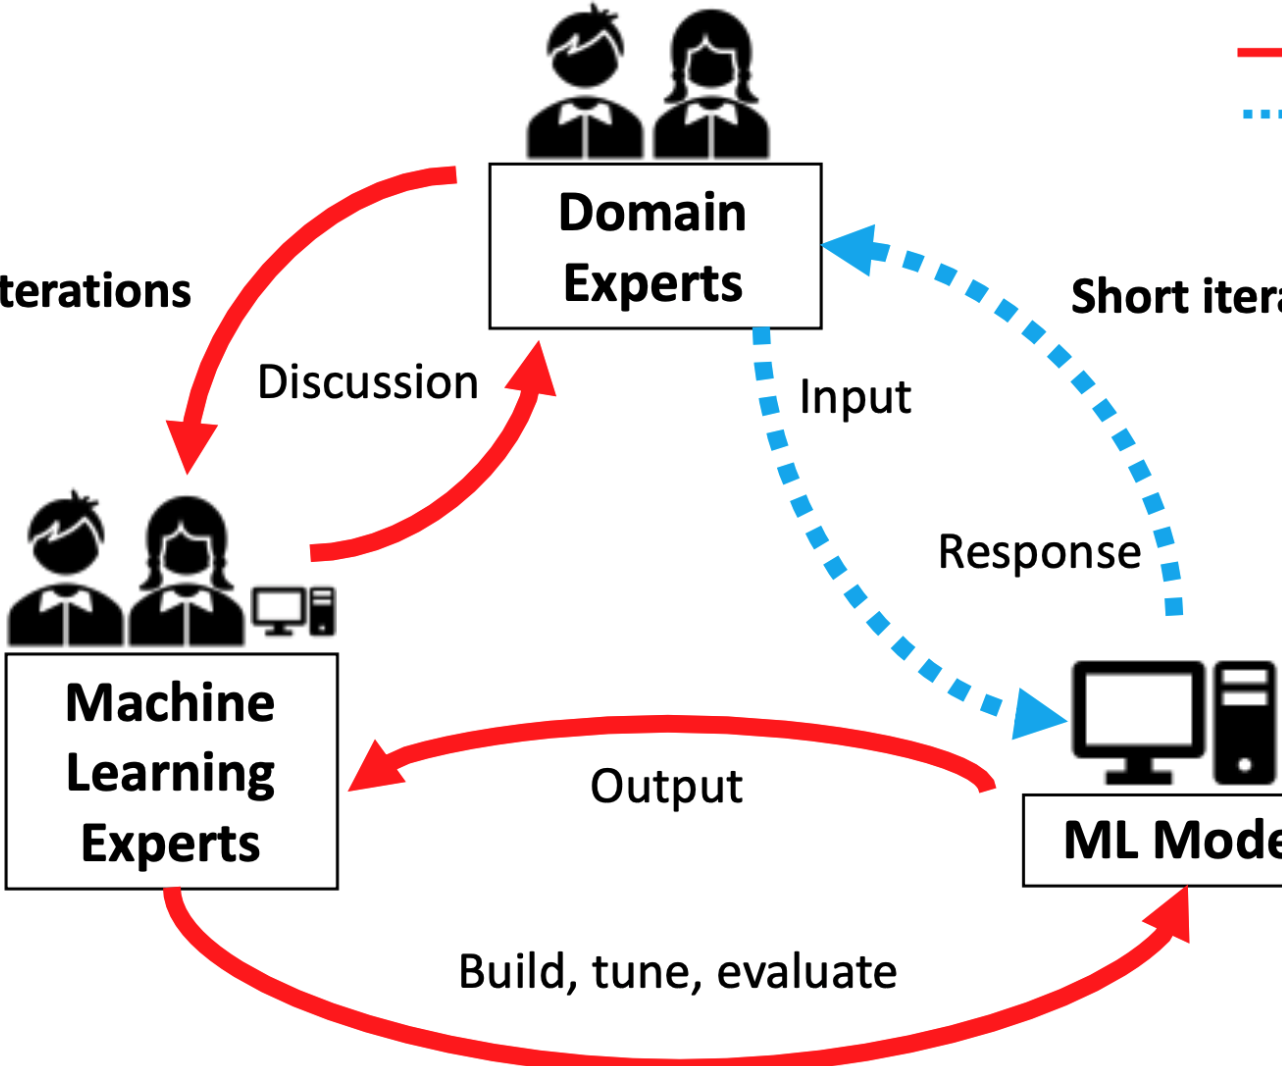 Domain
Experts
terations
Short itera
Discussion
Input
Response
Machine
Learning
Experts
Output
ML Mode
Build, tune, evaluate